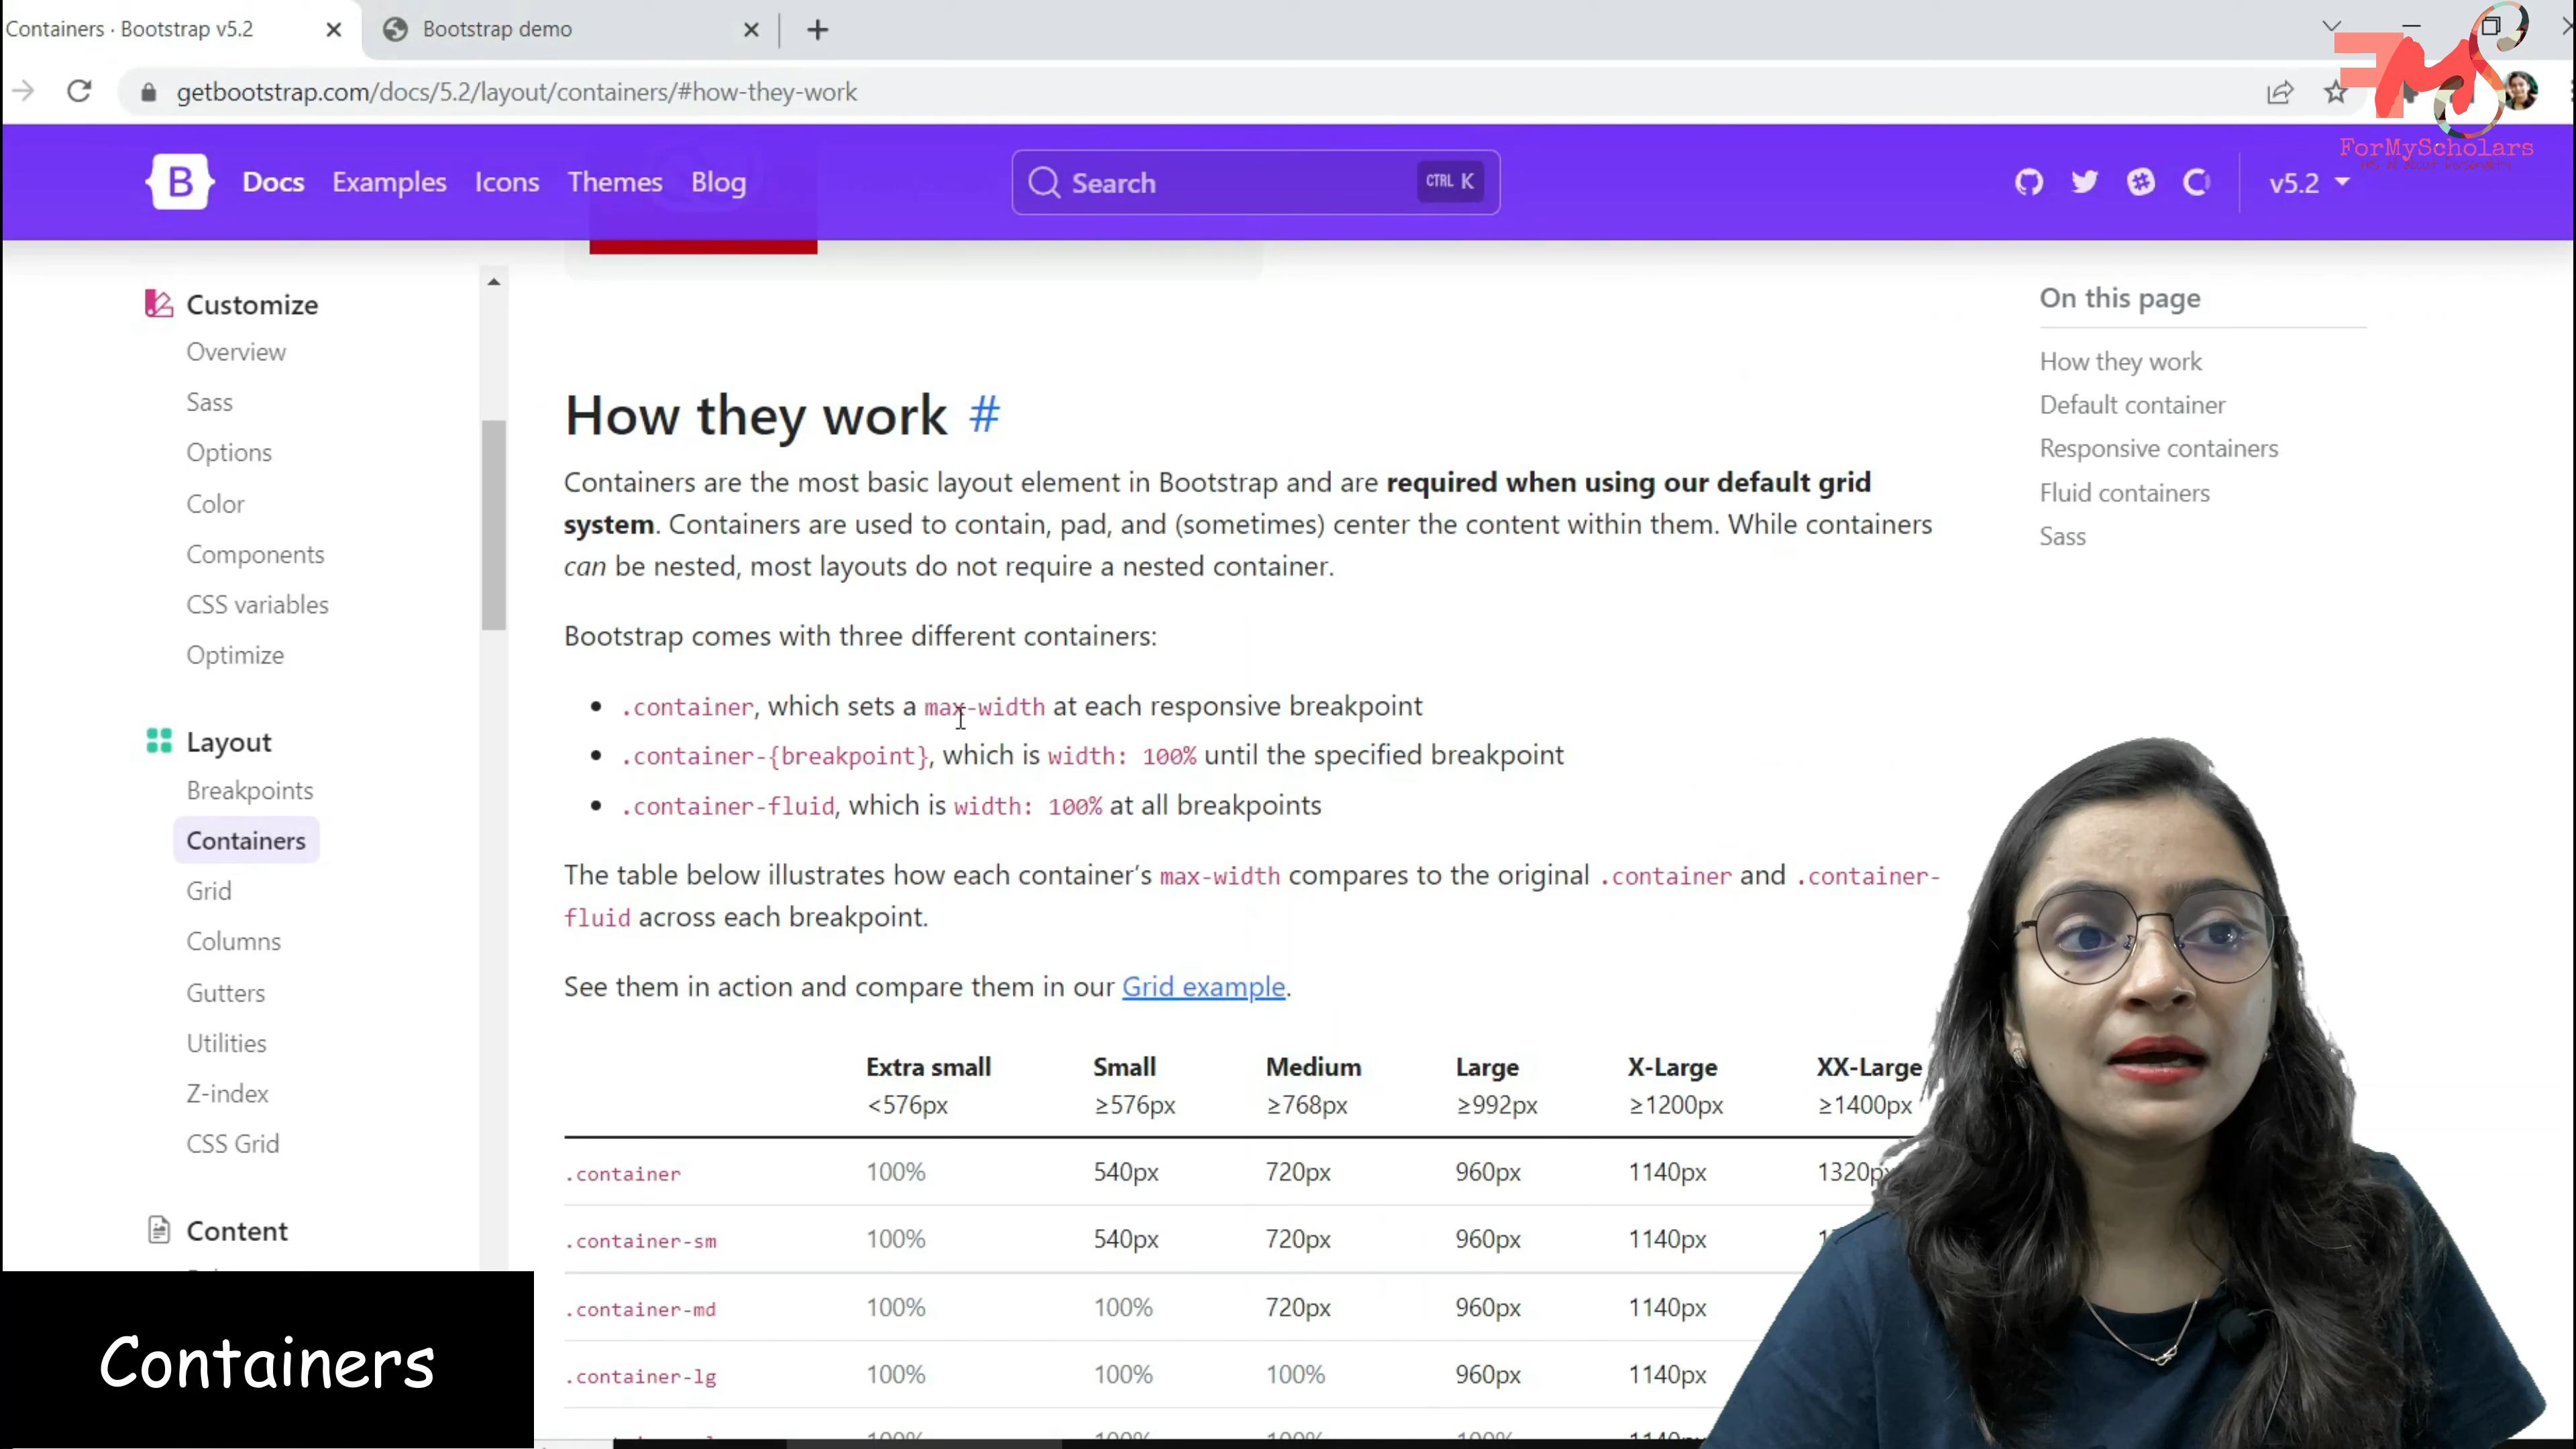 Containers · Bootstrap v5.2
Bootstrap demo
getbootstrap.com/docs/5.2/layout/containers/#how-they-work
ForMyScholars
B Docs Examples Icons Themes Blog
Search
CTRL K
v5.2
Customize
Overview
Sass
Options
Color
Components
CSS variables
Optimize
Layout
Breakpoints
Containers
Grid
Columns
Gutters
Utilities
Z-index
CSS Grid
Content
How they work #
Containers are the most basic layout element in Bootstrap and are required when using our default grid
system. Containers are used to contain, pad, and (sometimes) center the content within them. While containers
can be nested, most layouts do not require a nested container.
Bootstrap comes with three different containers:
• .container, which sets a max-width at each responsive breakpoint
• .container-{breakpoint}, which is width: 100% until the specified breakpoint
• .container-fluid, which is width: 100% at all breakpoints
The table below illustrates how each container’s max-width compares to the original .container and .container-
fluid across each breakpoint.
See them in action and compare them in our Grid example.
Extra small Small Medium Large X-Large XX-Large
<576px ≥576px ≥768px ≥992px ≥1200px ≥1400px
.container 100% 540px 720px 960px 1140px 1320p
.container-sm 100% 540px 720px 960px 1140px
.container-md 100% 100% 720px 960px 1140px
.container-lg 100% 100% 100% 960px 1140px
On this page
How they work
Default container
Responsive containers
Fluid containers
Sass
Containers